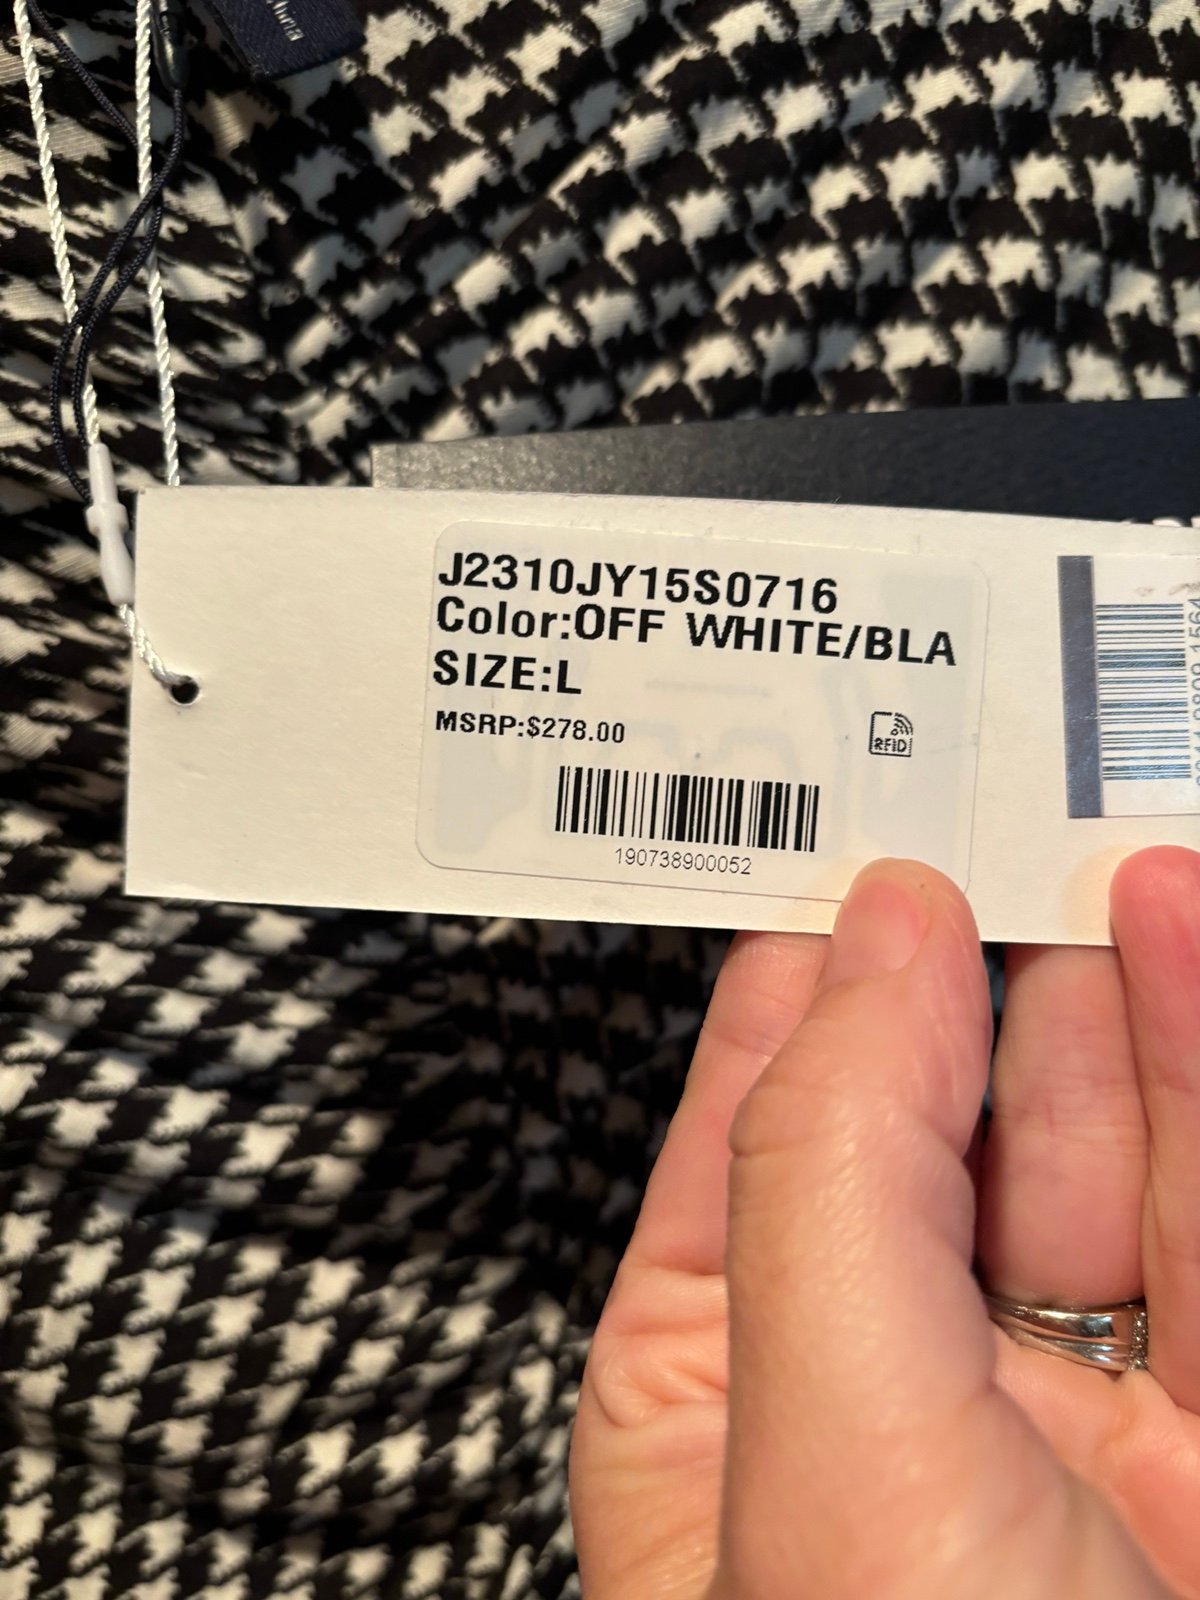 J2310JY15S0716
Color:OFF WHITE/BLA
SIZE:L
MSRP:$278.00
RFID
190738900052